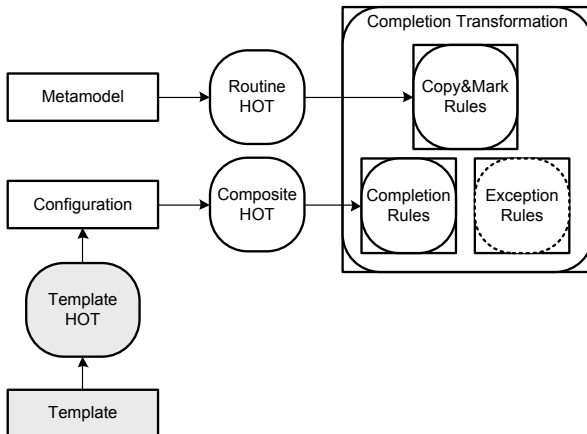 Completion Transformation
Metamodel
Routine
HOT
Copy&Mark
Rules
Configuration
Composite
HOT
Completion
Rules
Exception
Rules
Template
HOT
Template